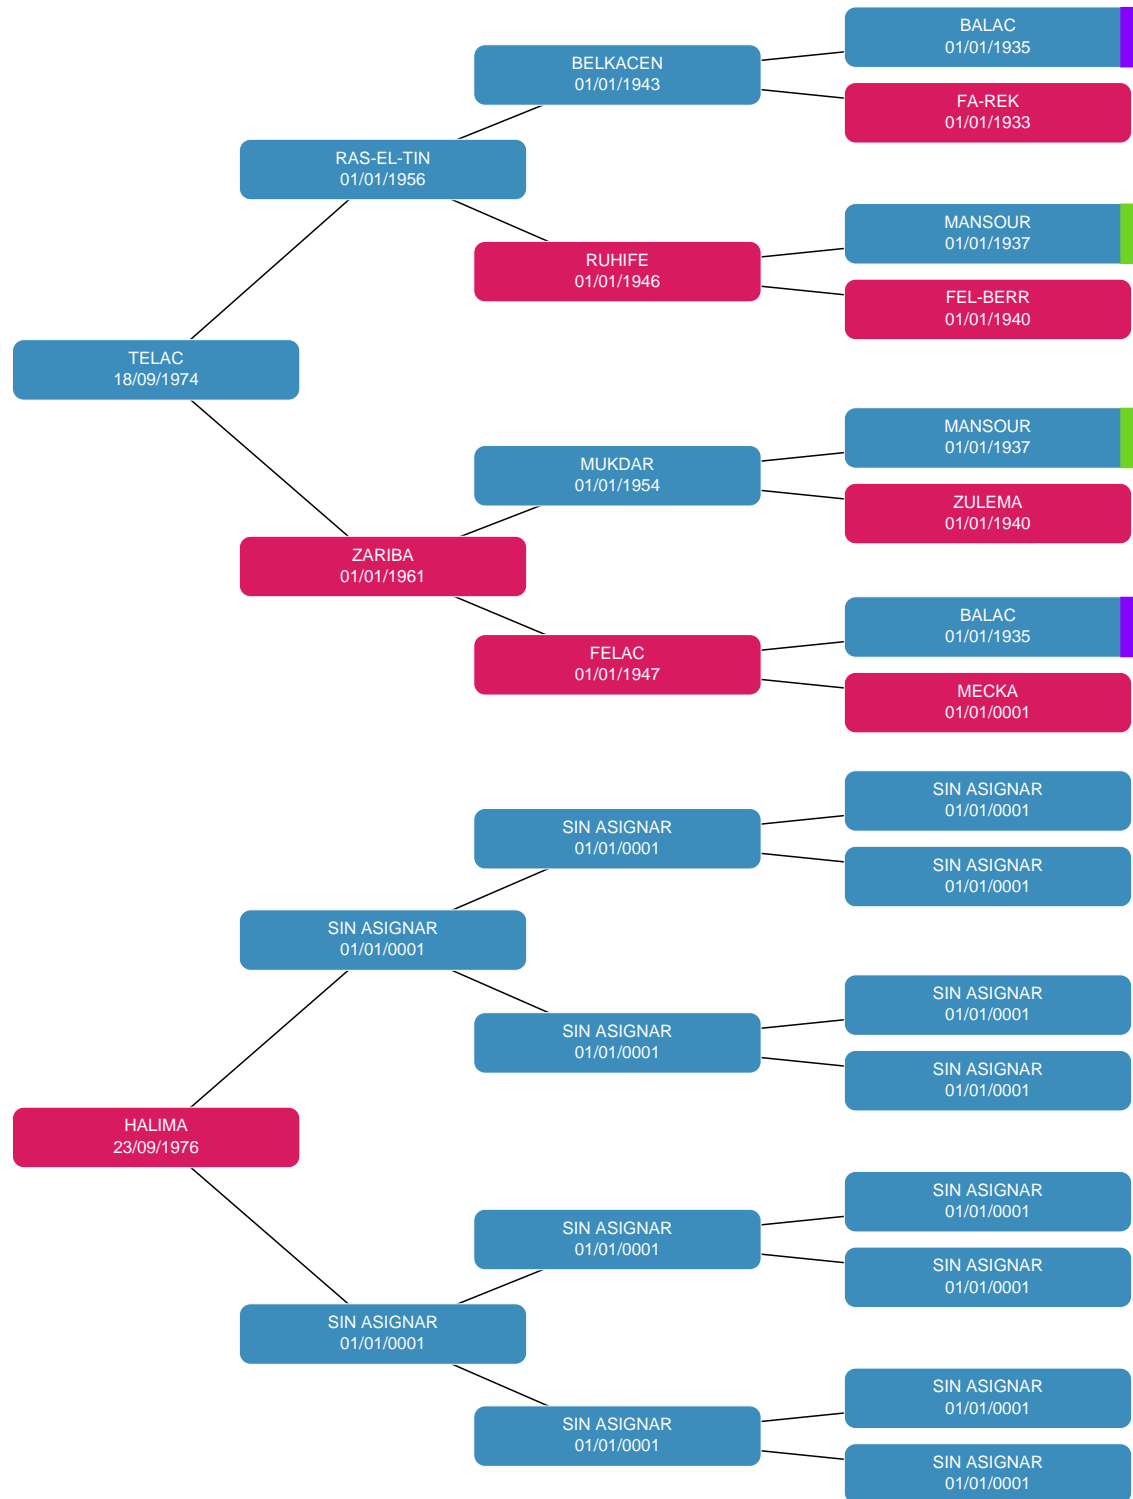 BALAC
01/01/1935
BELKACEN
01/01/1943
FA-REK
01/01/1933
RAS-EL-TIN
01/01/1956
MANSOUR
01/01/1937
RUHIFE
01/01/1946
FEL-BERR
01/01/1940
TELAC
18/09/1974
MANSOUR
01/01/1937
MUKDAR
01/01/1954
ZULEMA
01/01/1940
ZARIBA
01/01/1961
BALAC
01/01/1935
FELAC
01/01/1947
MECKA
01/01/0001
SIN ASIGNAR
01/01/0001
SIN ASIGNAR
01/01/0001
SIN ASIGNAR
01/01/0001
SIN ASIGNAR
01/01/0001
SIN ASIGNAR
01/01/0001
SIN ASIGNAR
01/01/0001
SIN ASIGNAR
01/01/0001
HALIMA
23/09/1976
SIN ASIGNAR
01/01/0001
SIN ASIGNAR
01/01/0001
SIN ASIGNAR
01/01/0001
SIN ASIGNAR
01/01/0001
SIN ASIGNAR
01/01/0001
SIN ASIGNAR
01/01/0001
SIN ASIGNAR
01/01/0001